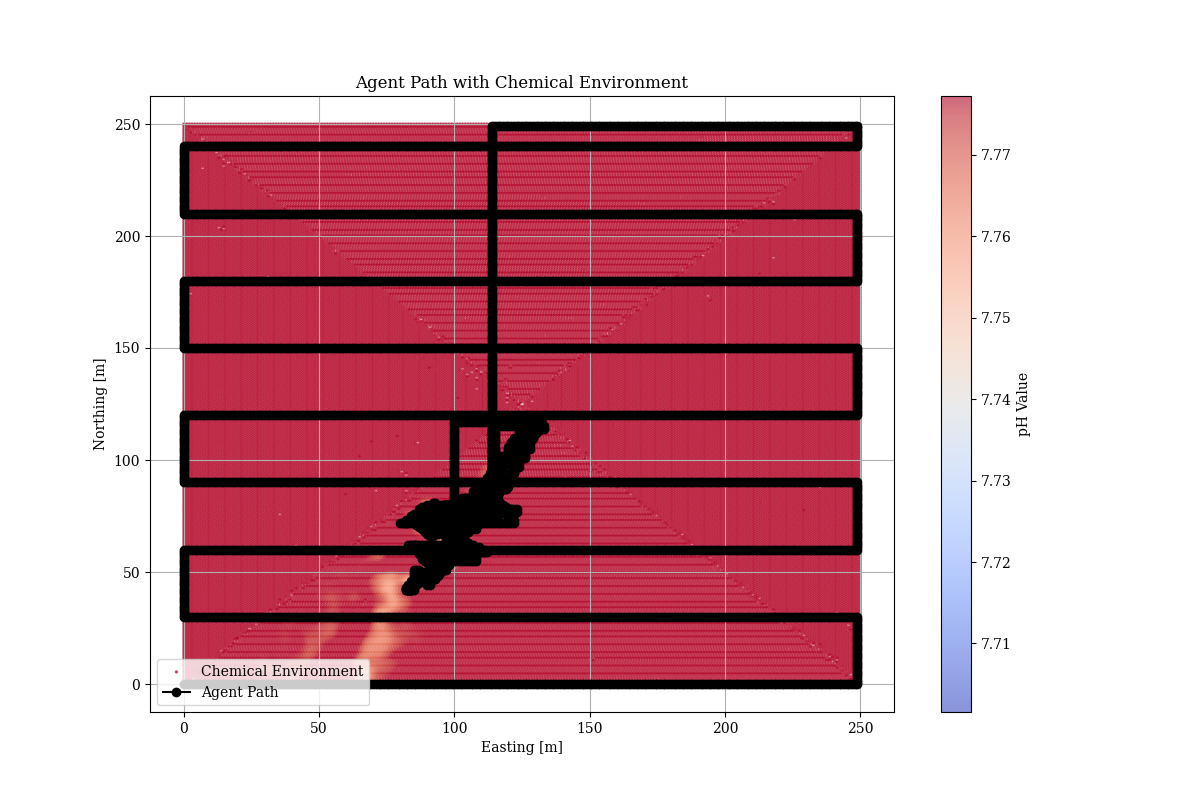 Agent Path with Chemical Environment
250
200
150
100
50
0
Northing [m]
0 50 100 150 200 250
Easting [m]
Chemical Environment
Agent Path
7.77
7.76
7.75
7.74
7.73
7.72
7.71
pH Value